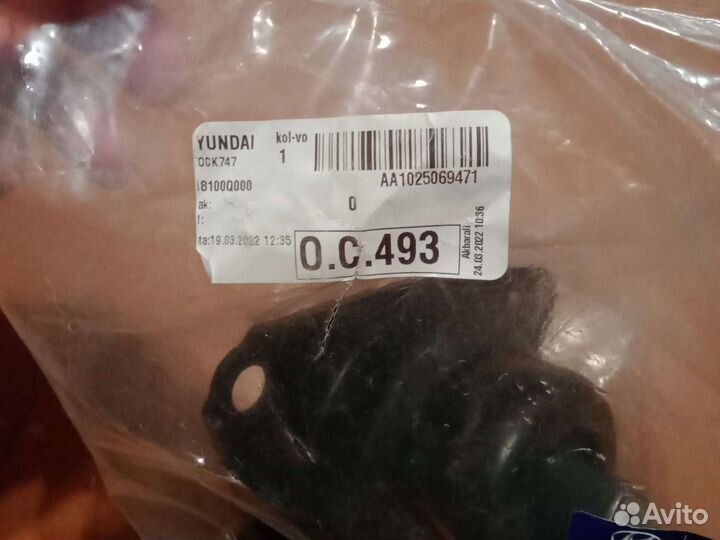 YUNDAI kol-vo
OCK747 1
18100Q000 AA1025069471
ak: 0
f:
ta:19.03.2022 12:35 O.C.493
Akbarali
24.03.2022 10:36
Avito